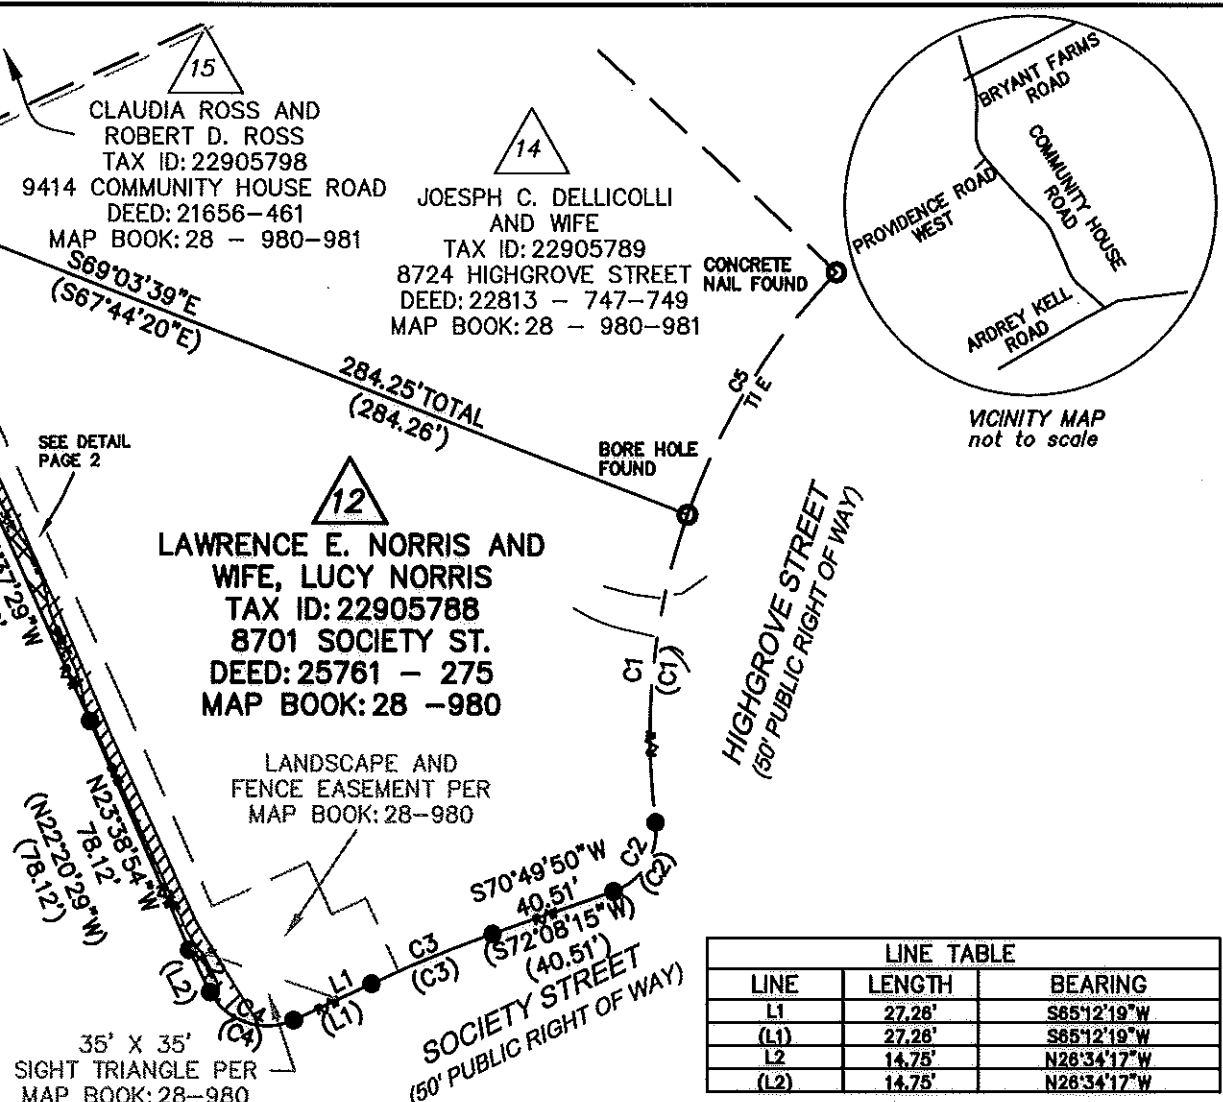 15
CLAUDIA ROSS AND
ROBERT D. ROSS
TAX ID: 22905798
9414 COMMUNITY HOUSE ROAD
DEED: 21656-461
MAP BOOK: 28 - 980-981
14
JOESPH C. DELLICOLLI
AND WIFE
TAX ID: 22905789
8724 HIGHGROVE STREET
DEED: 22813 - 747-749
MAP BOOK: 28 - 980-981
CONCRETE
NAIL FOUND
BRYANT FARMS
ROAD
COMMUNITY HOUSE
ROAD
PROVIDENCE ROAD
WEST
ARDREY KELL
ROAD
VICINITY MAP
not to scale
S69°03'39"E
(S67°44'20"E)
284.25'TOTAL
(284.26')
C5
TIE
BORE HOLE
FOUND
SEE DETAIL
PAGE 2
12
LAWRENCE E. NORRIS AND
WIFE, LUCY NORRIS
TAX ID: 22905788
8701 SOCIETY ST.
DEED: 25761 - 275
MAP BOOK: 28 -980
37'29"W
C1
(C1)
HIGHGROVE STREET
(50' PUBLIC RIGHT OF WAY)
LANDSCAPE AND
FENCE EASEMENT PER
MAP BOOK: 28-980
N23°38'54"W
78.12'
(N22°20'29"W)
(78.12')
C2
(C2)
S70°49'50"W
40.51'
(S72°08'15"W)
(40.51')
C3
(C3)
L1
(L1)
L2
(L2)
C4
(C4)
SOCIETY STREET
(50' PUBLIC RIGHT OF WAY)
35' X 35'
SIGHT TRIANGLE PER
MAP BOOK: 28-980
LINE TABLE
LINE LENGTH BEARING
L1 27.26' S65°12'19"W
(L1) 27.26' S65°12'19"W
L2 14.75' N26°34'17"W
(L2) 14.75' N26°34'17"W